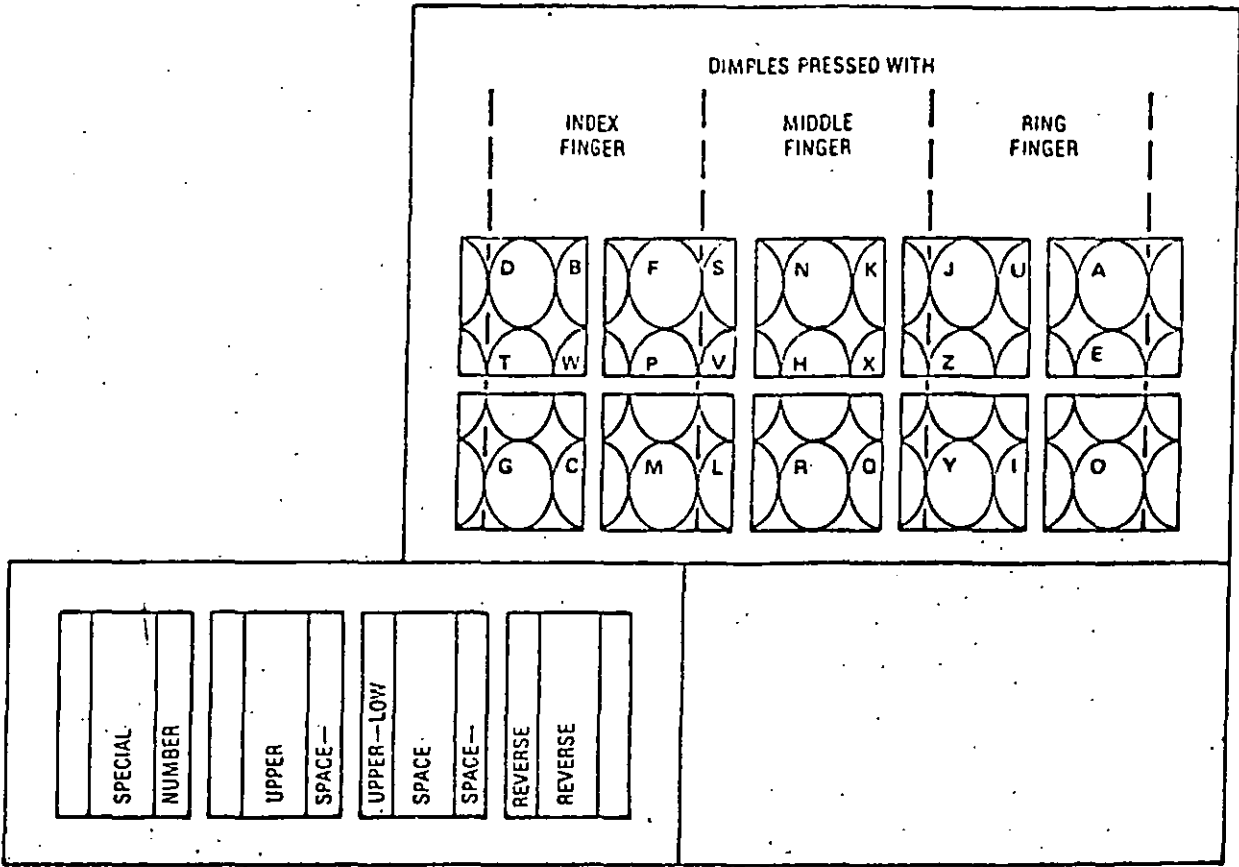 DIMPLES PRESSED WITH
INDEX FINGER
MIDDLE FINGER
RING FINGER
D B F S N K J U A
T W P V H X Z E
G C M L R Q Y I O
SPECIAL
NUMBER
UPPER
SPACE—
UPPER—LOW
SPACE
SPACE—
REVERSE
REVERSE